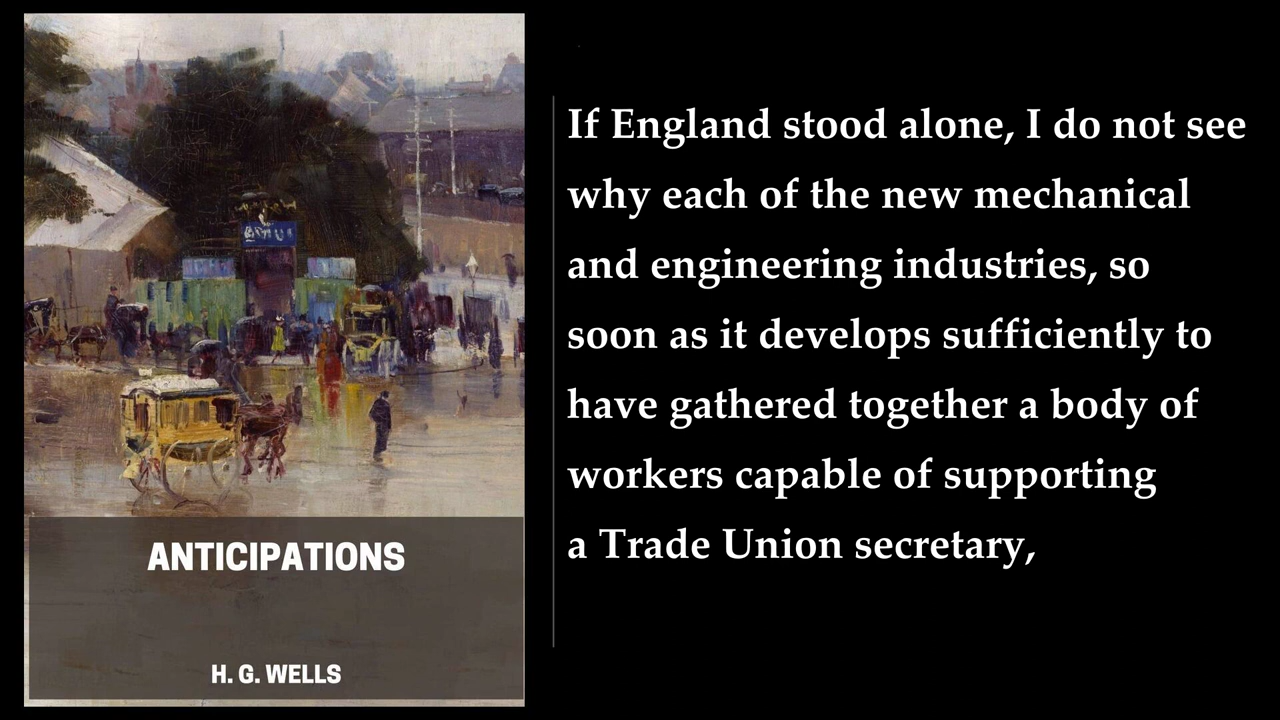 ANTICIPATIONS
H. G. WELLS
If England stood alone, I do not see
why each of the new mechanical
and engineering industries, so
soon as it develops sufficiently to
have gathered together a body of
workers capable of supporting
a Trade Union secretary,